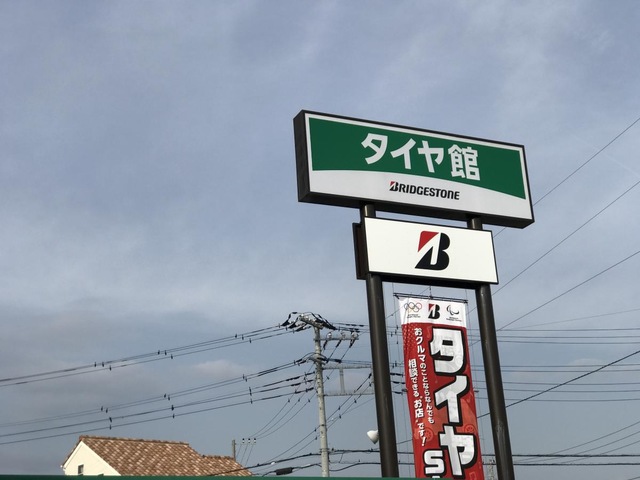 タイヤ館
BRIDGESTONE
B
B
タイヤ
おクルマのことならなんでも
相談できる“お店”です!